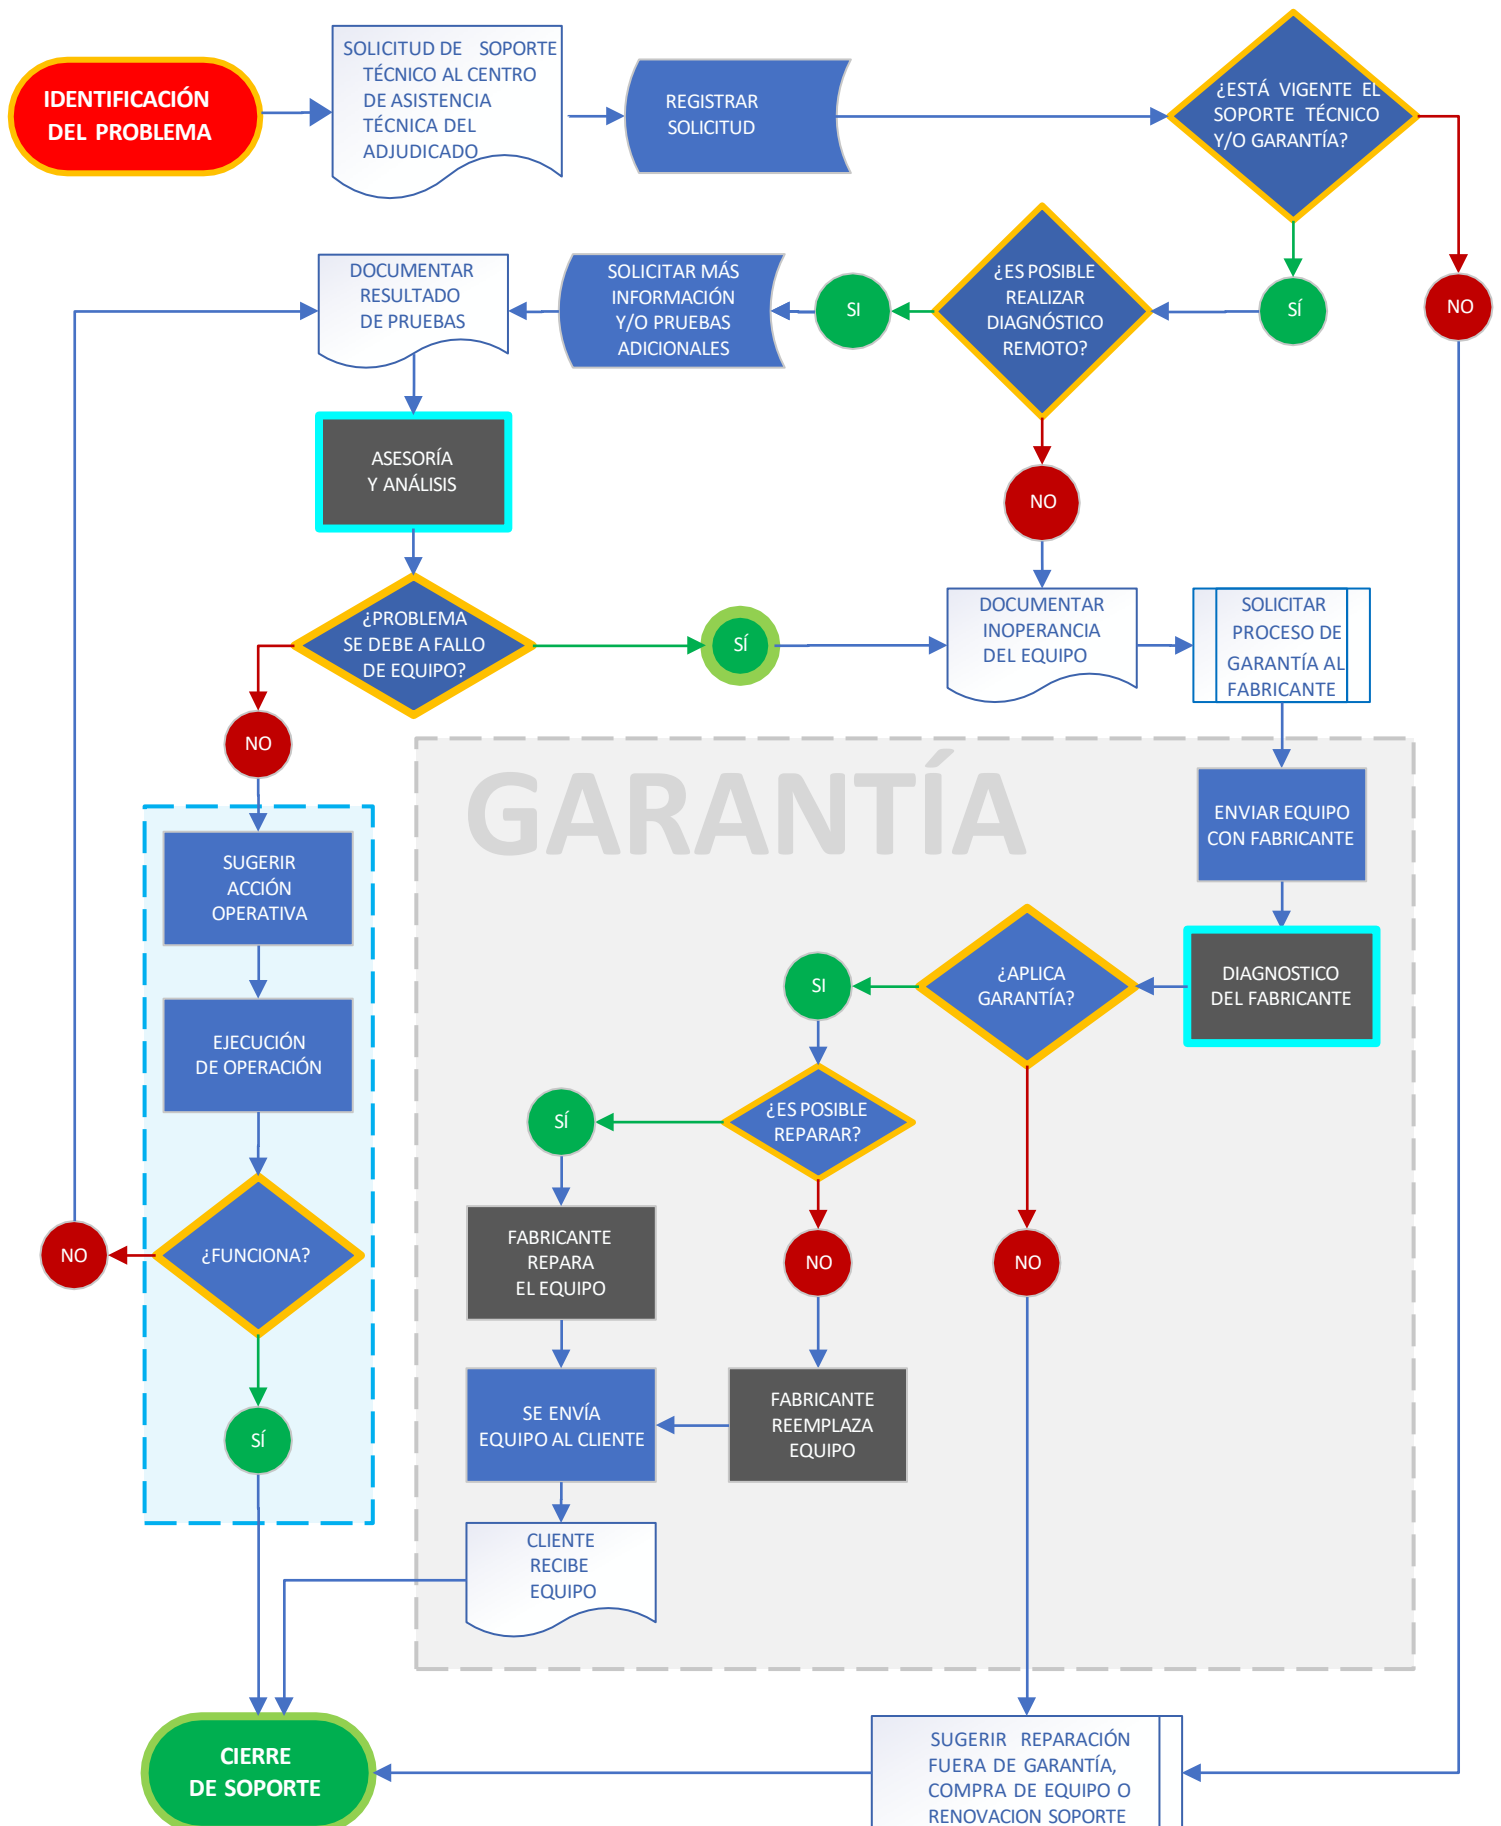 IDENTIFICACIÓN
DEL PROBLEMA
SOLICITUD DE SOPORTE
TÉCNICO AL CENTRO
DE ASISTENCIA
TÉCNICA DEL
ADJUDICADO
REGISTRAR
SOLICITUD
¿ESTÁ VIGENTE EL
SOPORTE TÉCNICO
Y/O GARANTÍA?
DOCUMENTAR
RESULTADO
DE PRUEBAS
SOLICITAR MÁS
INFORMACIÓN
Y/O PRUEBAS
ADICIONALES
SI
¿ES POSIBLE
REALIZAR
DIAGNÓSTICO
REMOTO?
SÍ
NO
ASESORÍA
Y ANÁLISIS
NO
¿PROBLEMA
SE DEBE A FALLO
DE EQUIPO?
SÍ
DOCUMENTAR
INOPERANCIA
DEL EQUIPO
SOLICITAR
PROCESO DE
GARANTÍA AL
FABRICANTE
NO
GARANTÍA
ENVIAR EQUIPO
CON FABRICANTE
SUGERIR
ACCIÓN
OPERATIVA
SI
¿APLICA
GARANTÍA?
DIAGNOSTICO
DEL FABRICANTE
EJECUCIÓN
DE OPERACIÓN
SÍ
¿ES POSIBLE
REPARAR?
NO
¿FUNCIONA?
FABRICANTE
REPARA
EL EQUIPO
NO
NO
SÍ
SE ENVÍA
EQUIPO AL CLIENTE
FABRICANTE
REEMPLAZA
EQUIPO
CLIENTE
RECIBE
EQUIPO
CIERRE
DE SOPORTE
SUGERIR REPARACIÓN
FUERA DE GARANTÍA,
COMPRA DE EQUIPO O
RENOVACION SOPORTE